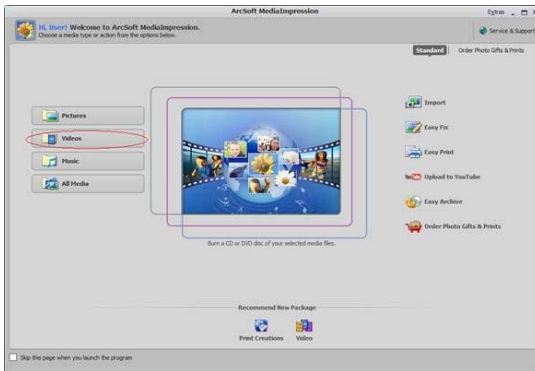 ArcSoft MediaImpression
Extras
Hi, User! Welcome to ArcSoft MediaImpression.
Choose a media type or action from the options below.
Service & Support
Standard
Order Photo Gifts & Prints
Pictures
Videos
Music
All Media
Import
Easy Fix
Easy Print
Upload to YouTube
Easy Archive
Order Photo Gifts & Prints
Burn a CD or DVD disc of your selected media files.
Recommend New Package
Print Creations
Video
Skip this page when you launch the program